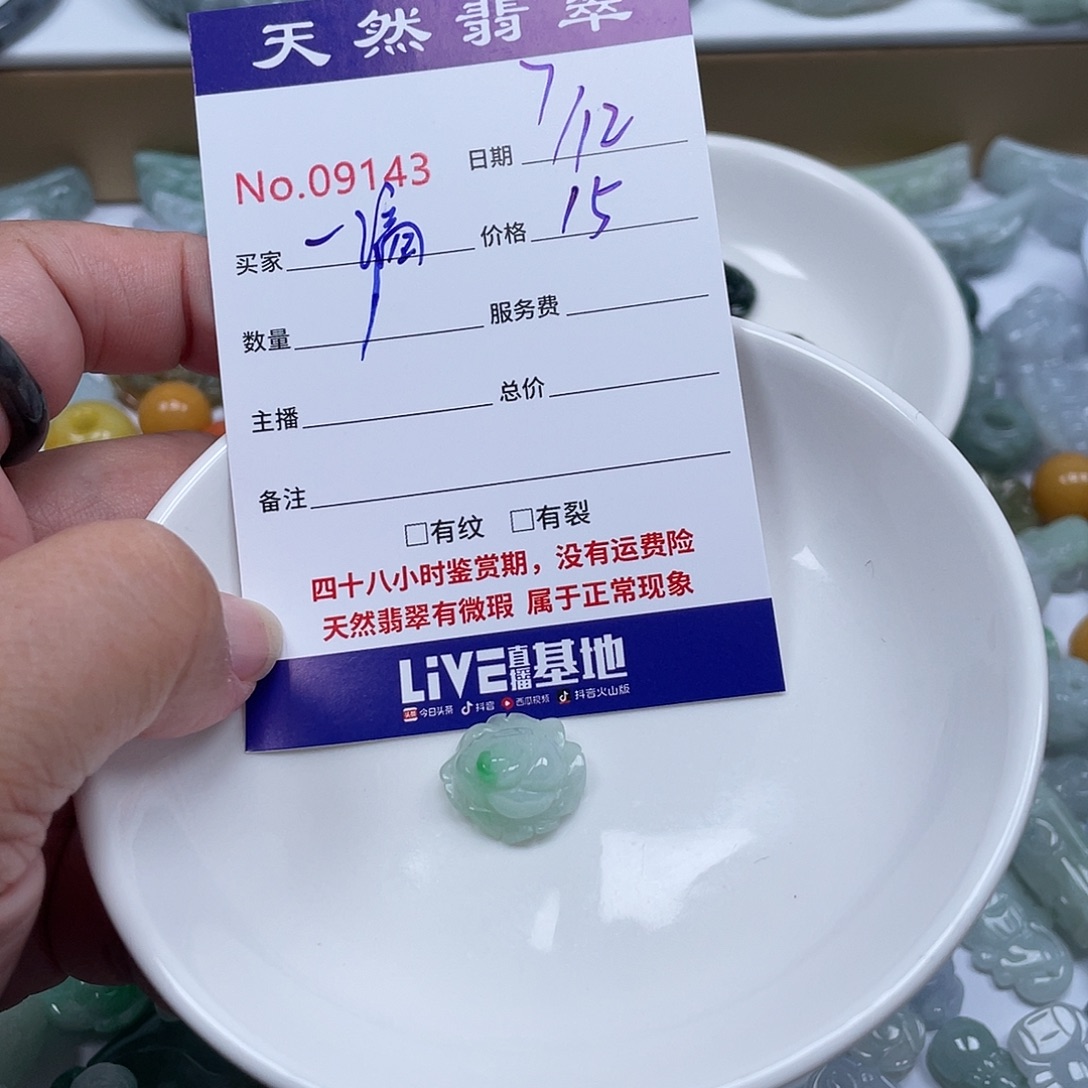 天然翡翠
No.09143 日期 7/12
买家 一滴 价格 15
数量 服务费
主播 总价
备注
□有纹 □有裂
四十八小时鉴赏期，没有运费险
天然翡翠有微瑕 属于正常现象
LIVE直播基地
头条 今日头条 抖音 西瓜视频 抖音火山版